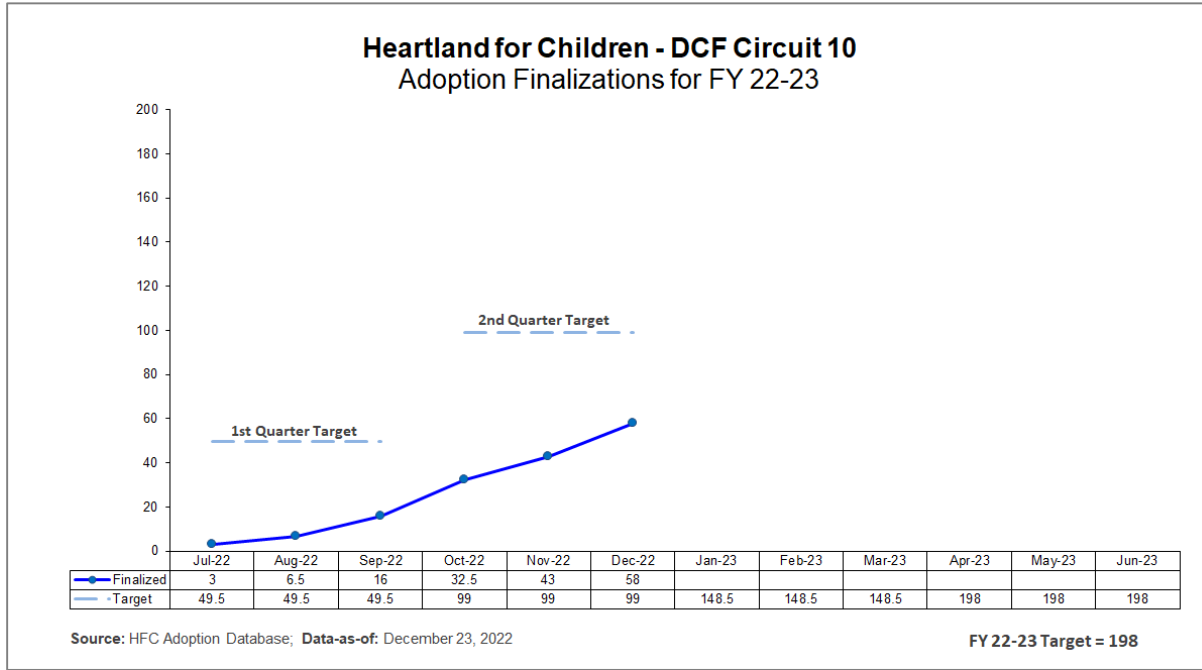 Heartland for Children - DCF Circuit 10
Adoption Finalizations for FY 22-23
200
180
160
140
120
100
80
60
40
20
0
2nd Quarter Target
1st Quarter Target
Jul-22 Aug-22 Sep-22 Oct-22 Nov-22 Dec-22 Jan-23 Feb-23 Mar-23 Apr-23 May-23 Jun-23
Finalized 3 6.5 16 32.5 43 58
Target 49.5 49.5 49.5 99 99 99 148.5 148.5 148.5 198 198 198
Source: HFC Adoption Database; Data-as-of: December 23, 2022
FY 22-23 Target = 198